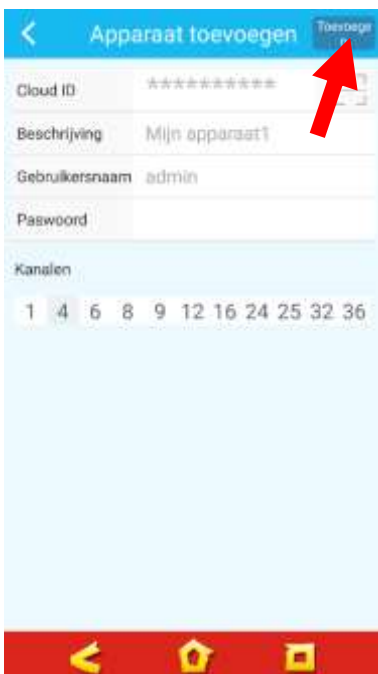 Apparaat toevoegen
Toevoege
n
Cloud ID **********
Beschrijving Mijn apparaat1
Gebruikersnaam admin
Paswoord
Kanalen
1 4 6 8 9 12 16 24 25 32 36